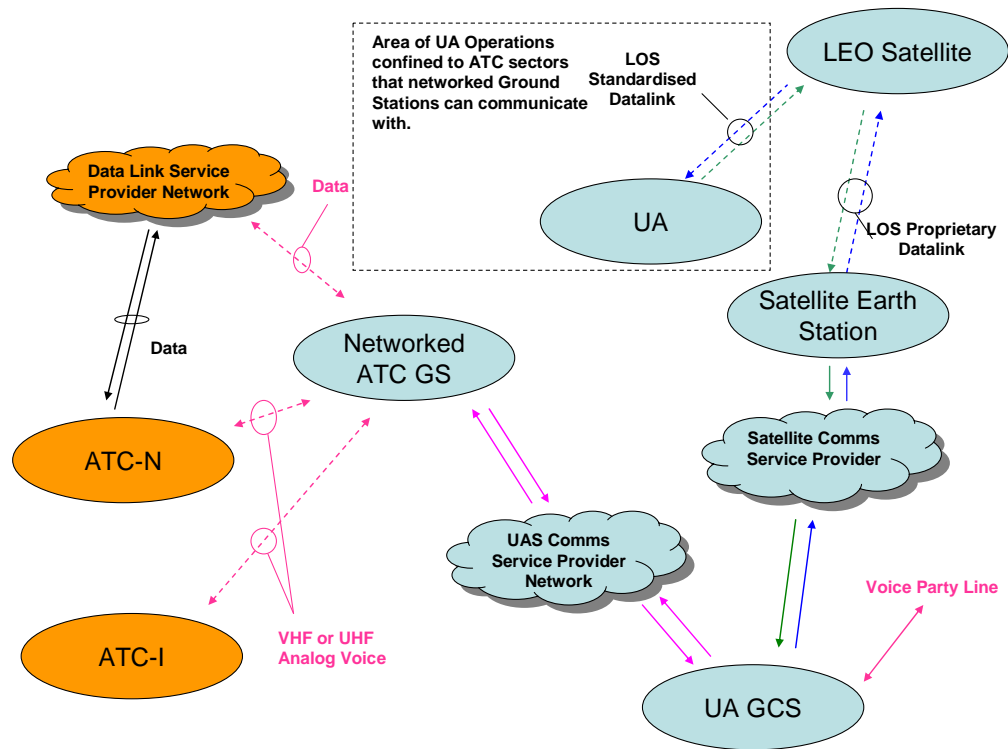 Area of UA Operations
confined to ATC sectors
that networked Ground
Stations can communicate
with.
LOS
Standardised
Datalink
LEO Satellite
Data Link Service
Provider Network
Data
UA
LOS Proprietary
Datalink
Satellite Earth
Station
Networked
ATC GS
Data
ATC-N
Satellite Comms
Service Provider
UAS Comms
Service Provider
Network
Voice Party Line
VHF or UHF
Analog Voice
ATC-I
UA GCS